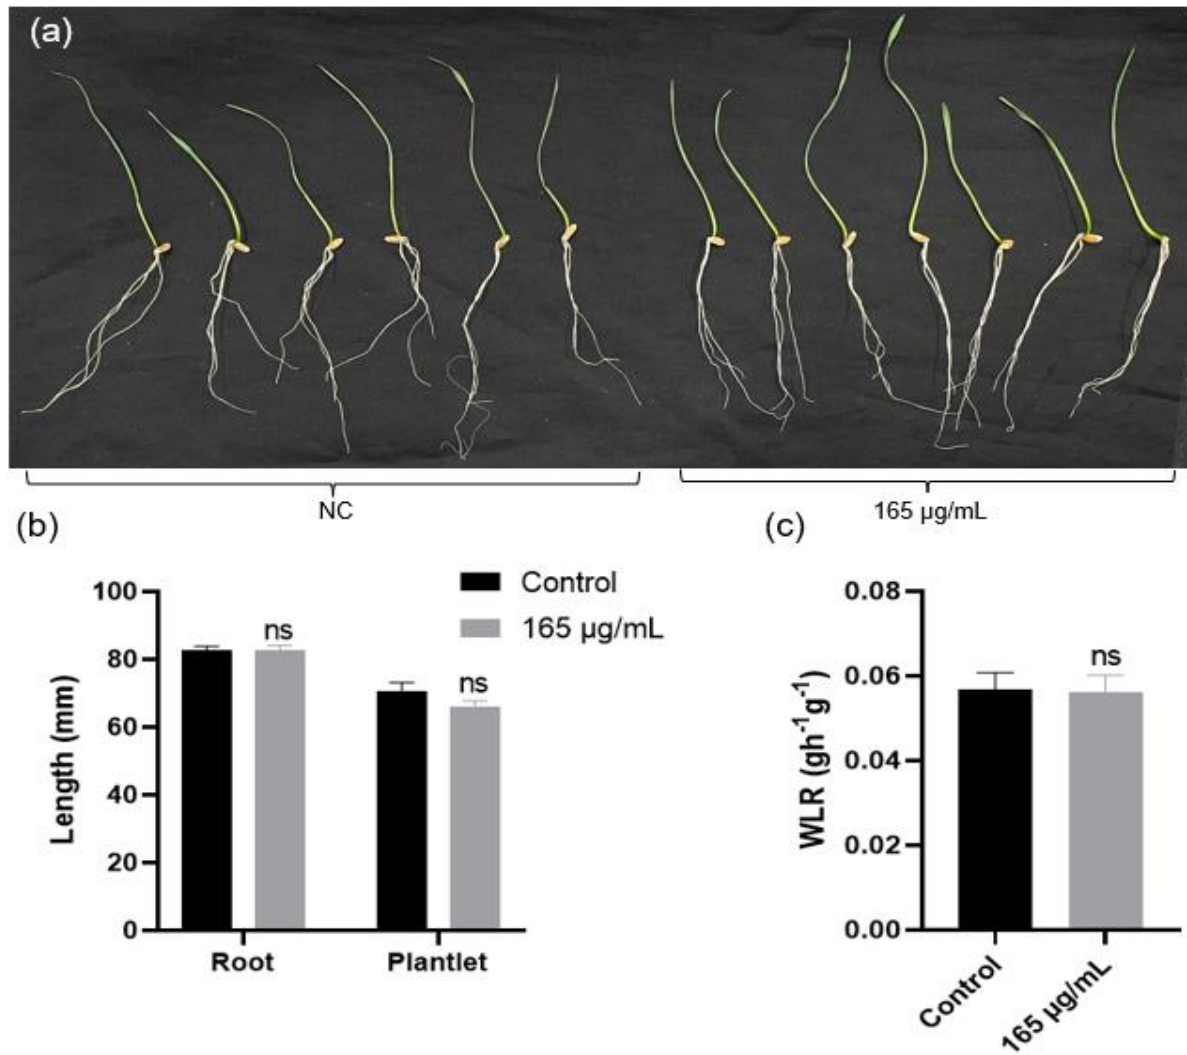 (a)
NC
165 µg/mL
(b)
(c)
Control
165 µg/mL
Length (mm)
100
80
60
40
20
0
ns
ns
Root
Plantlet
WLR (gh⁻¹g⁻¹)
0.08
0.06
0.04
0.02
0.00
ns
Control
165 µg/mL